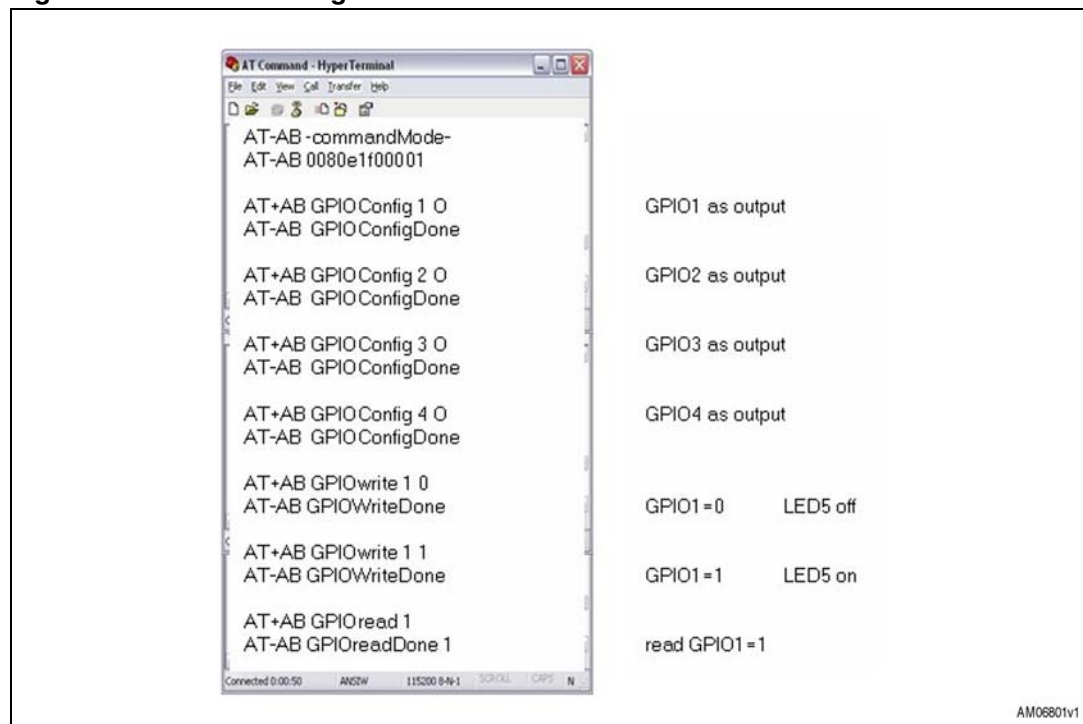 AT Command - HyperTerminal
File Edit View Call Transfer Help
AT-AB -commandMode-
AT-AB 0080e1f00001
AT+AB GPIOConfig 1 O GPIO1 as output
AT-AB GPIOConfigDone
AT+AB GPIOConfig 2 O GPIO2 as output
AT-AB GPIOConfigDone
AT+AB GPIOConfig 3 O GPIO3 as output
AT-AB GPIOConfigDone
AT+AB GPIOConfig 4 O GPIO4 as output
AT-AB GPIOConfigDone
AT+AB GPIOwrite 1 0
AT-AB GPIOWriteDone GPIO1=0 LED5 off
AT+AB GPIOwrite 1 1
AT-AB GPIOWriteDone GPIO1=1 LED5 on
AT+AB GPIOread 1
AT-AB GPIOreadDone 1 read GPIO1=1
Connected 0:00:50 ANSIW 115200 8-N-1 SCROLL CAPS N
AM06801v1